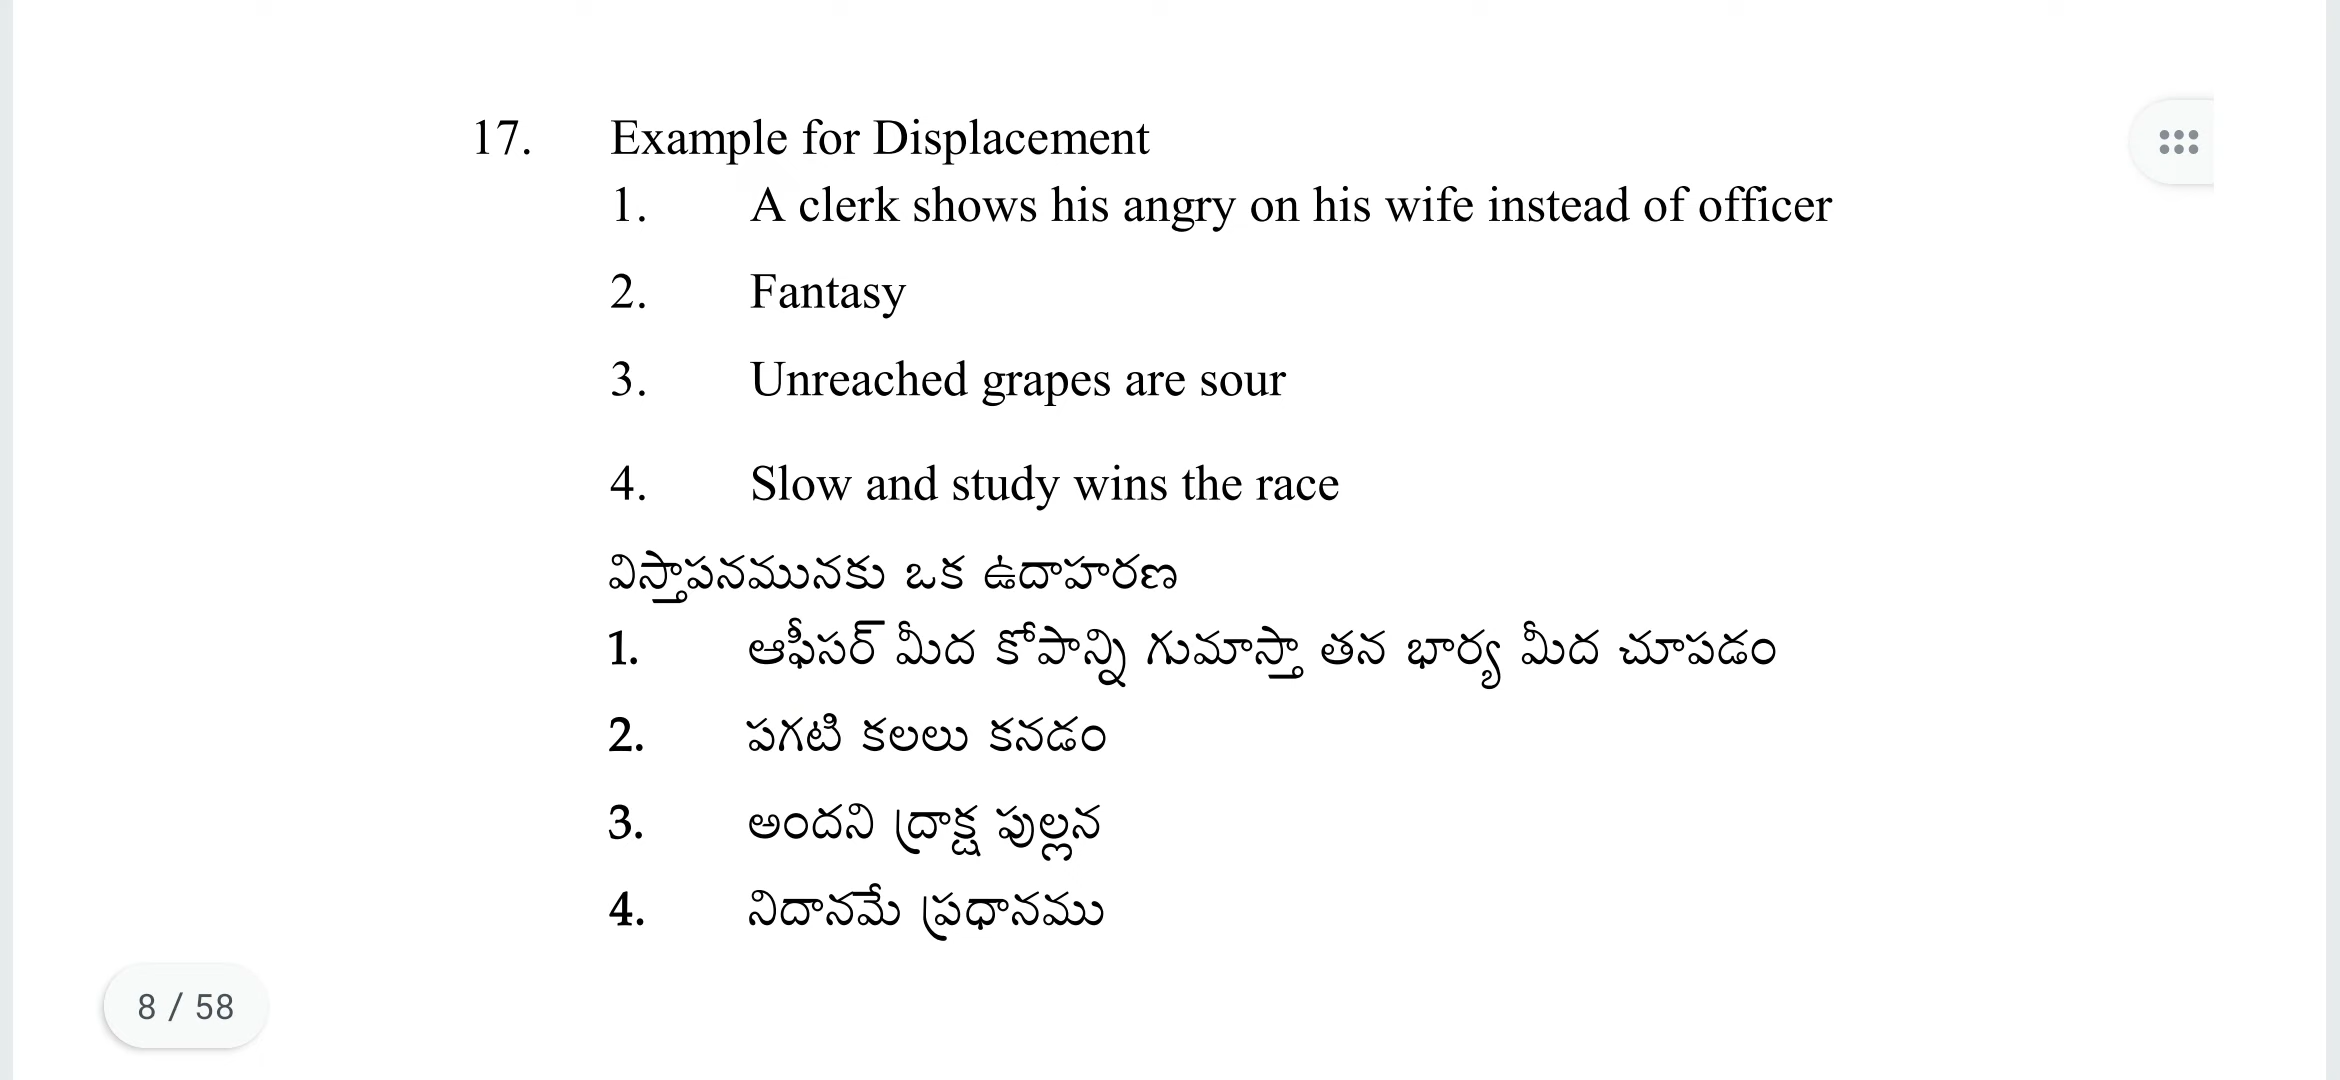 17. Example for Displacement
1. A clerk shows his angry on his wife instead of officer
2. Fantasy
3. Unreached grapes are sour
4. Slow and study wins the race
విస్తాపనమునకు ఒక ఉదాహరణ
1. ఆఫీసర్ మీద కోపాన్ని గుమాస్తా తన భార్య మీద చూపడం
2. పగటి కలలు కనడం
3. అందని ద్రాక్ష పుల్లన
4. నిదానమే ప్రధానము
8 / 58